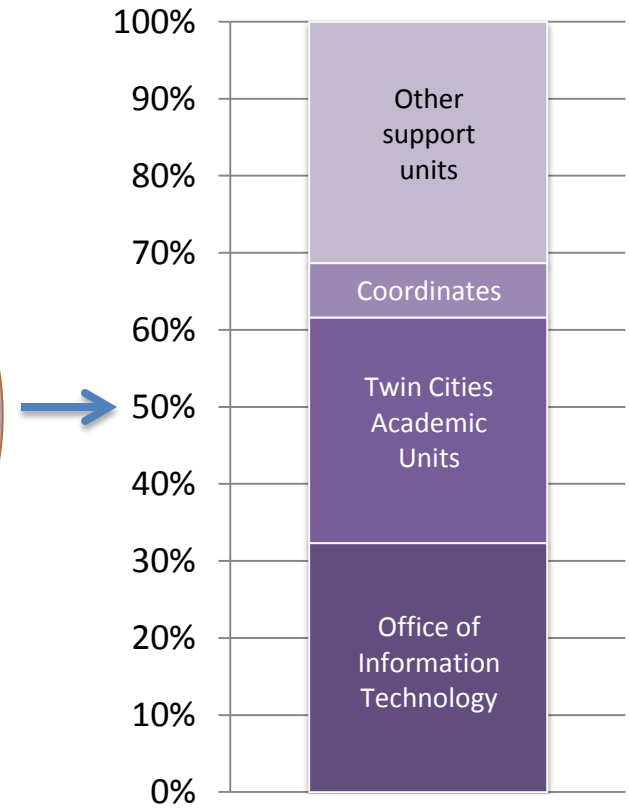 100%
90%
80%
70%
60%
50%
40%
30%
20%
10%
0%
Other
support
units
Coordinates
Twin Cities
Academic
Units
Office of
Information
Technology